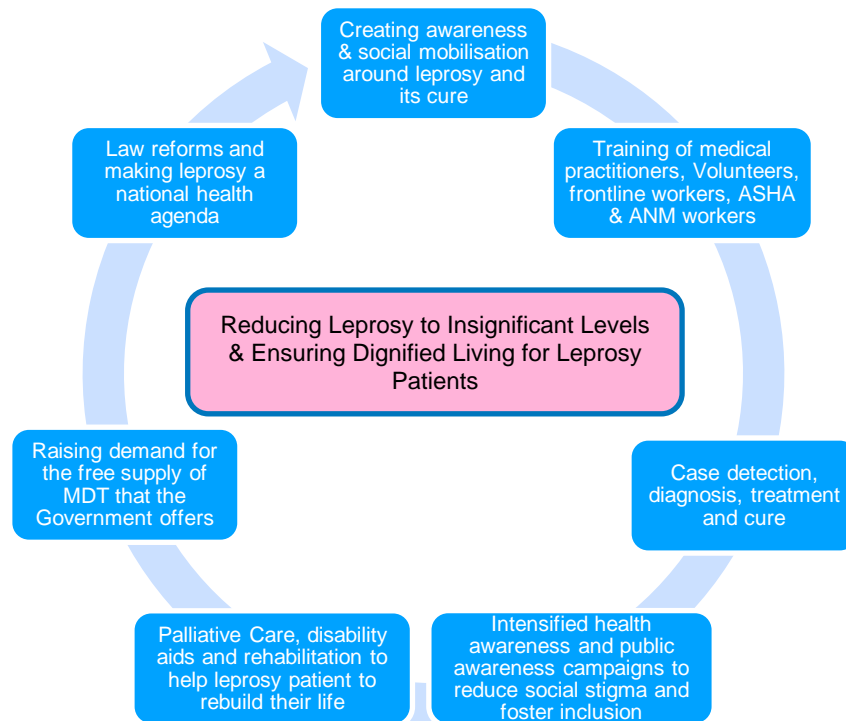 Creating awareness
& social mobilisation
around leprosy and
its cure
Training of medical
practitioners, Volunteers,
frontline workers, ASHA
& ANM workers
Case detection,
diagnosis, treatment
and cure
Intensified health
awareness and public
awareness campaigns to
reduce social stigma and
foster inclusion
Palliative Care, disability
aids and rehabilitation to
help leprosy patient to
rebuild their life
Raising demand for
the free supply of
MDT that the
Government offers
Law reforms and
making leprosy a
national health
agenda
Reducing Leprosy to Insignificant Levels
& Ensuring Dignified Living for Leprosy
Patients